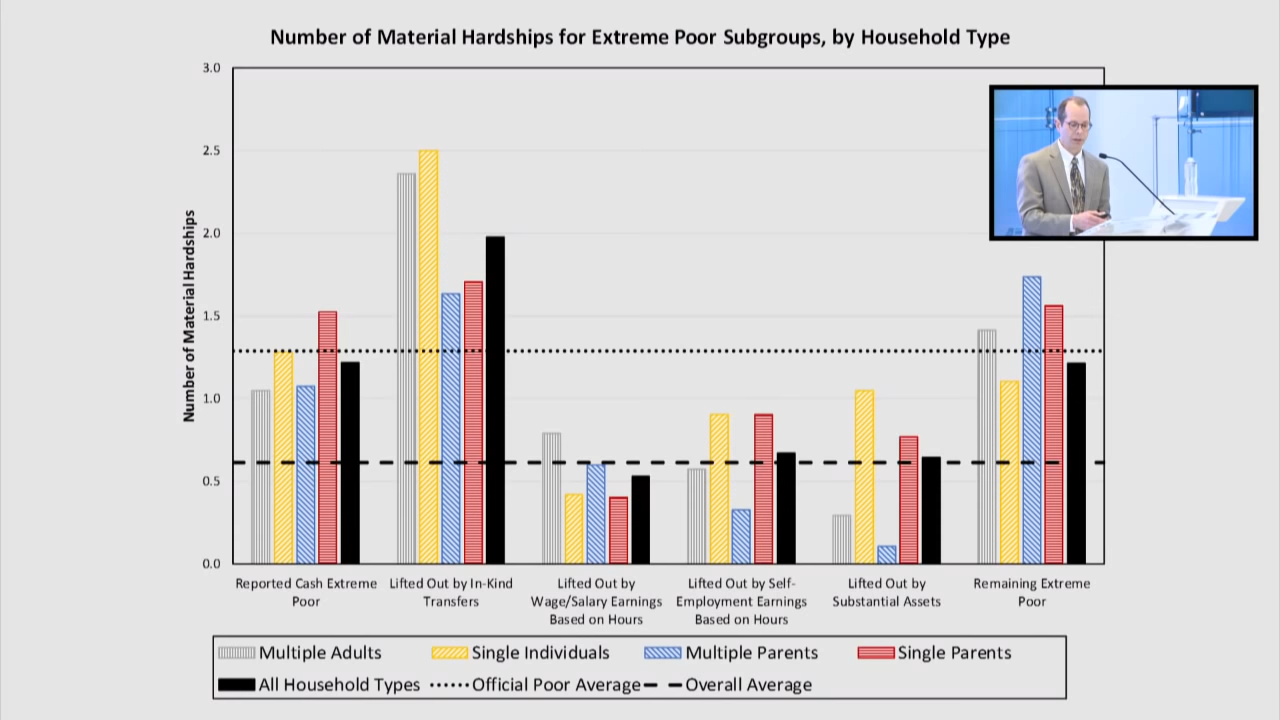 Number of Material Hardships for Extreme Poor Subgroups, by Household Type
3.0
2.5
2.0
1.5
1.0
0.5
0.0
Number of Material Hardships
Reported Cash Extreme
Poor
Lifted Out by In-Kind
Transfers
Lifted Out by
Wage/Salary Earnings
Based on Hours
Lifted Out by Self-
Employment Earnings
Based on Hours
Lifted Out by
Substantial Assets
Remaining Extreme
Poor
Multiple Adults Single Individuals Multiple Parents Single Parents
All Household Types Official Poor Average Overall Average